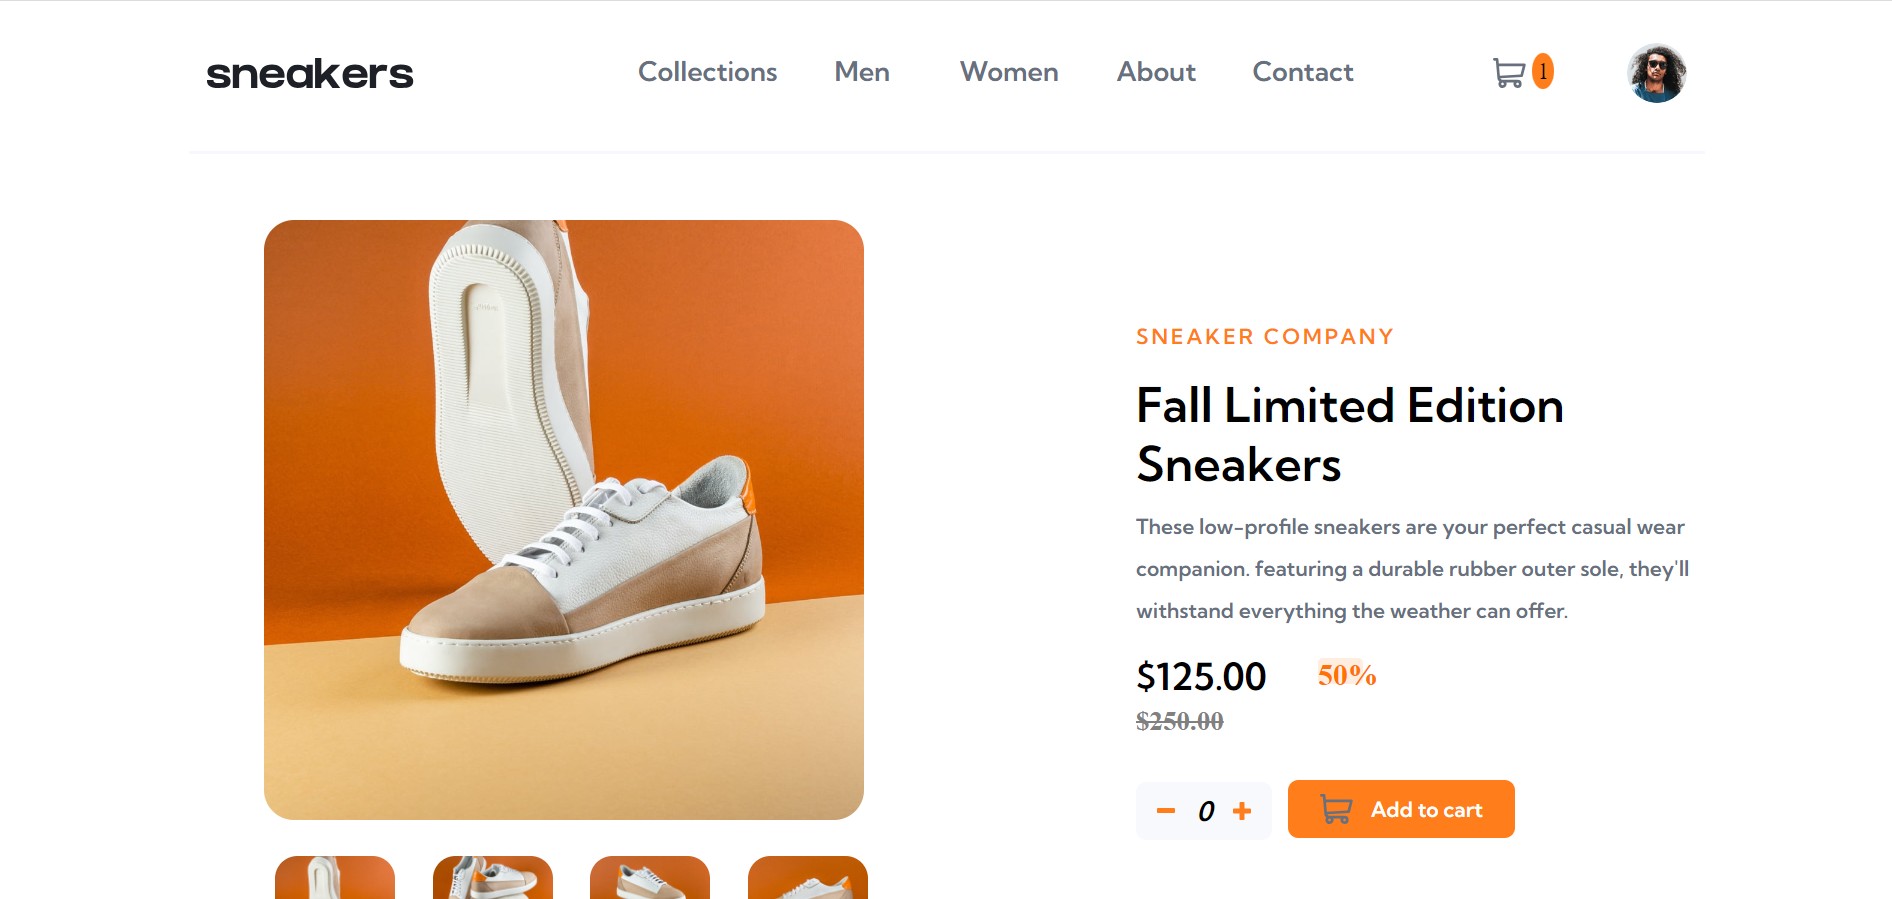 sneakers
Collections Men Women About Contact 1
SNEAKER COMPANY
Fall Limited Edition
Sneakers
These low-profile sneakers are your perfect casual wear
companion. featuring a durable rubber outer sole, they'll
withstand everything the weather can offer.
$125.00 50%
$250.00
0 Add to cart